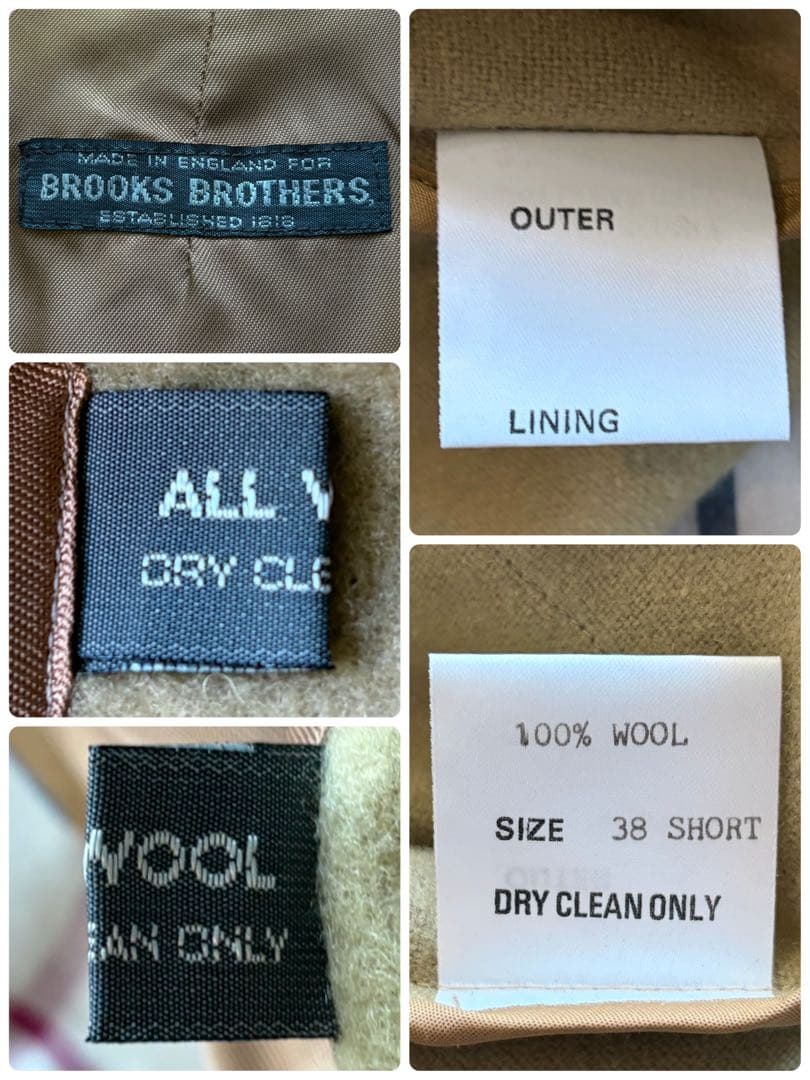 MADE IN ENGLAND FOR
BROOKS BROTHERS,
ESTABLISHED 1818
ALL W
DRY CLE
WOOL
EAN ONLY
OUTER
LINING
100% WOOL
SIZE 38 SHORT
DRY CLEAN ONLY